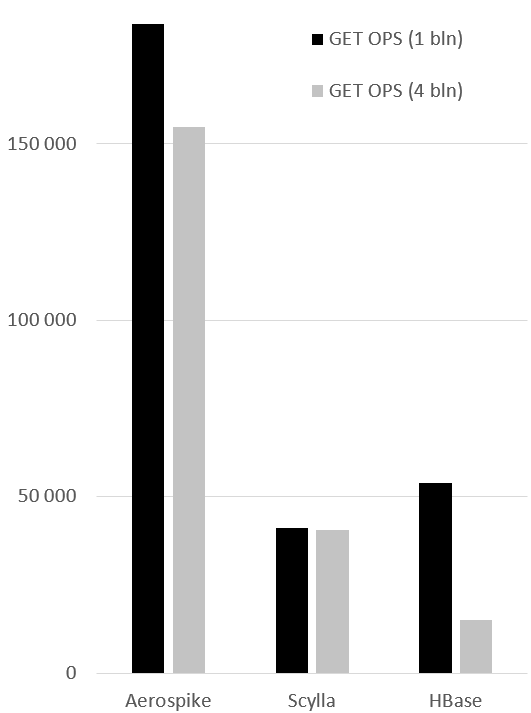 GET OPS (1 bln)
GET OPS (4 bln)
150 000
100 000
50 000
0
Aerospike Scylla HBase